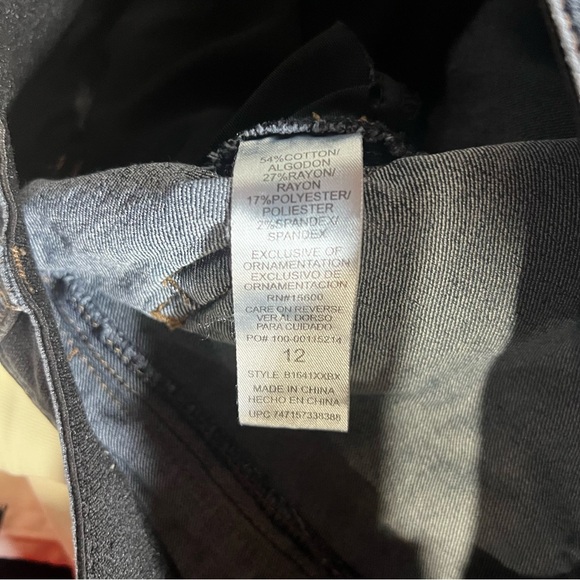 54%COTTON/
ALGODON
27%RAYON/
RAYON
17%POLYESTER/
POLIESTER
2%SPANDEX/
SPANDEX
EXCLUSIVE OF
ORNAMENTATION
EXCLUSIVO DE
ORNAMENTACION
RN#15600
CARE ON REVERSE
VER AL DORSO
PARA CUIDADO
PO# 100-00115214
12
STYLE B1641XXBX
MADE IN CHINA
HECHO EN CHINA
UPC 747157338388